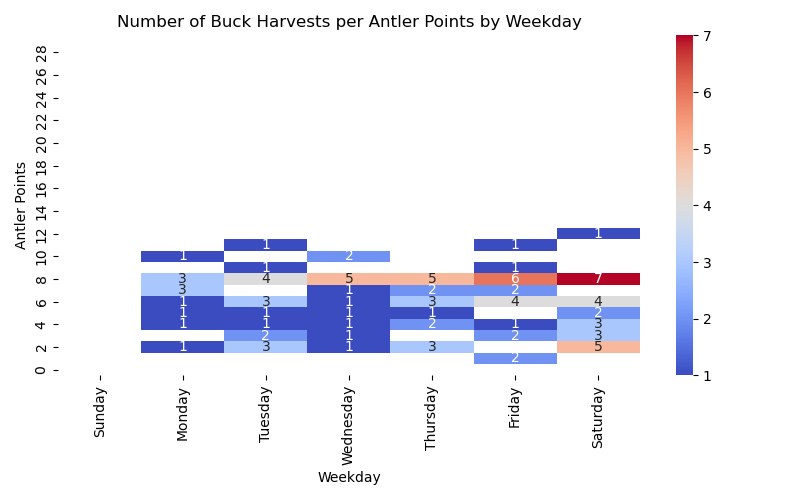 Number of Buck Harvests per Antler Points by Weekday
Antler Points
28
26
24
22
20
18
16
14
12 1
1 1
10 1 2
1 1
8 3 4 5 5 6 7
3 1 2 2
6 1 3 1 3 4 4
1 1 1 1 2
4 1 1 1 2 1 3
2 1 2 3
2 1 3 1 3 5
2
0
Sunday
Monday
Tuesday
Wednesday
Thursday
Friday
Saturday
Weekday
7
6
5
4
3
2
1